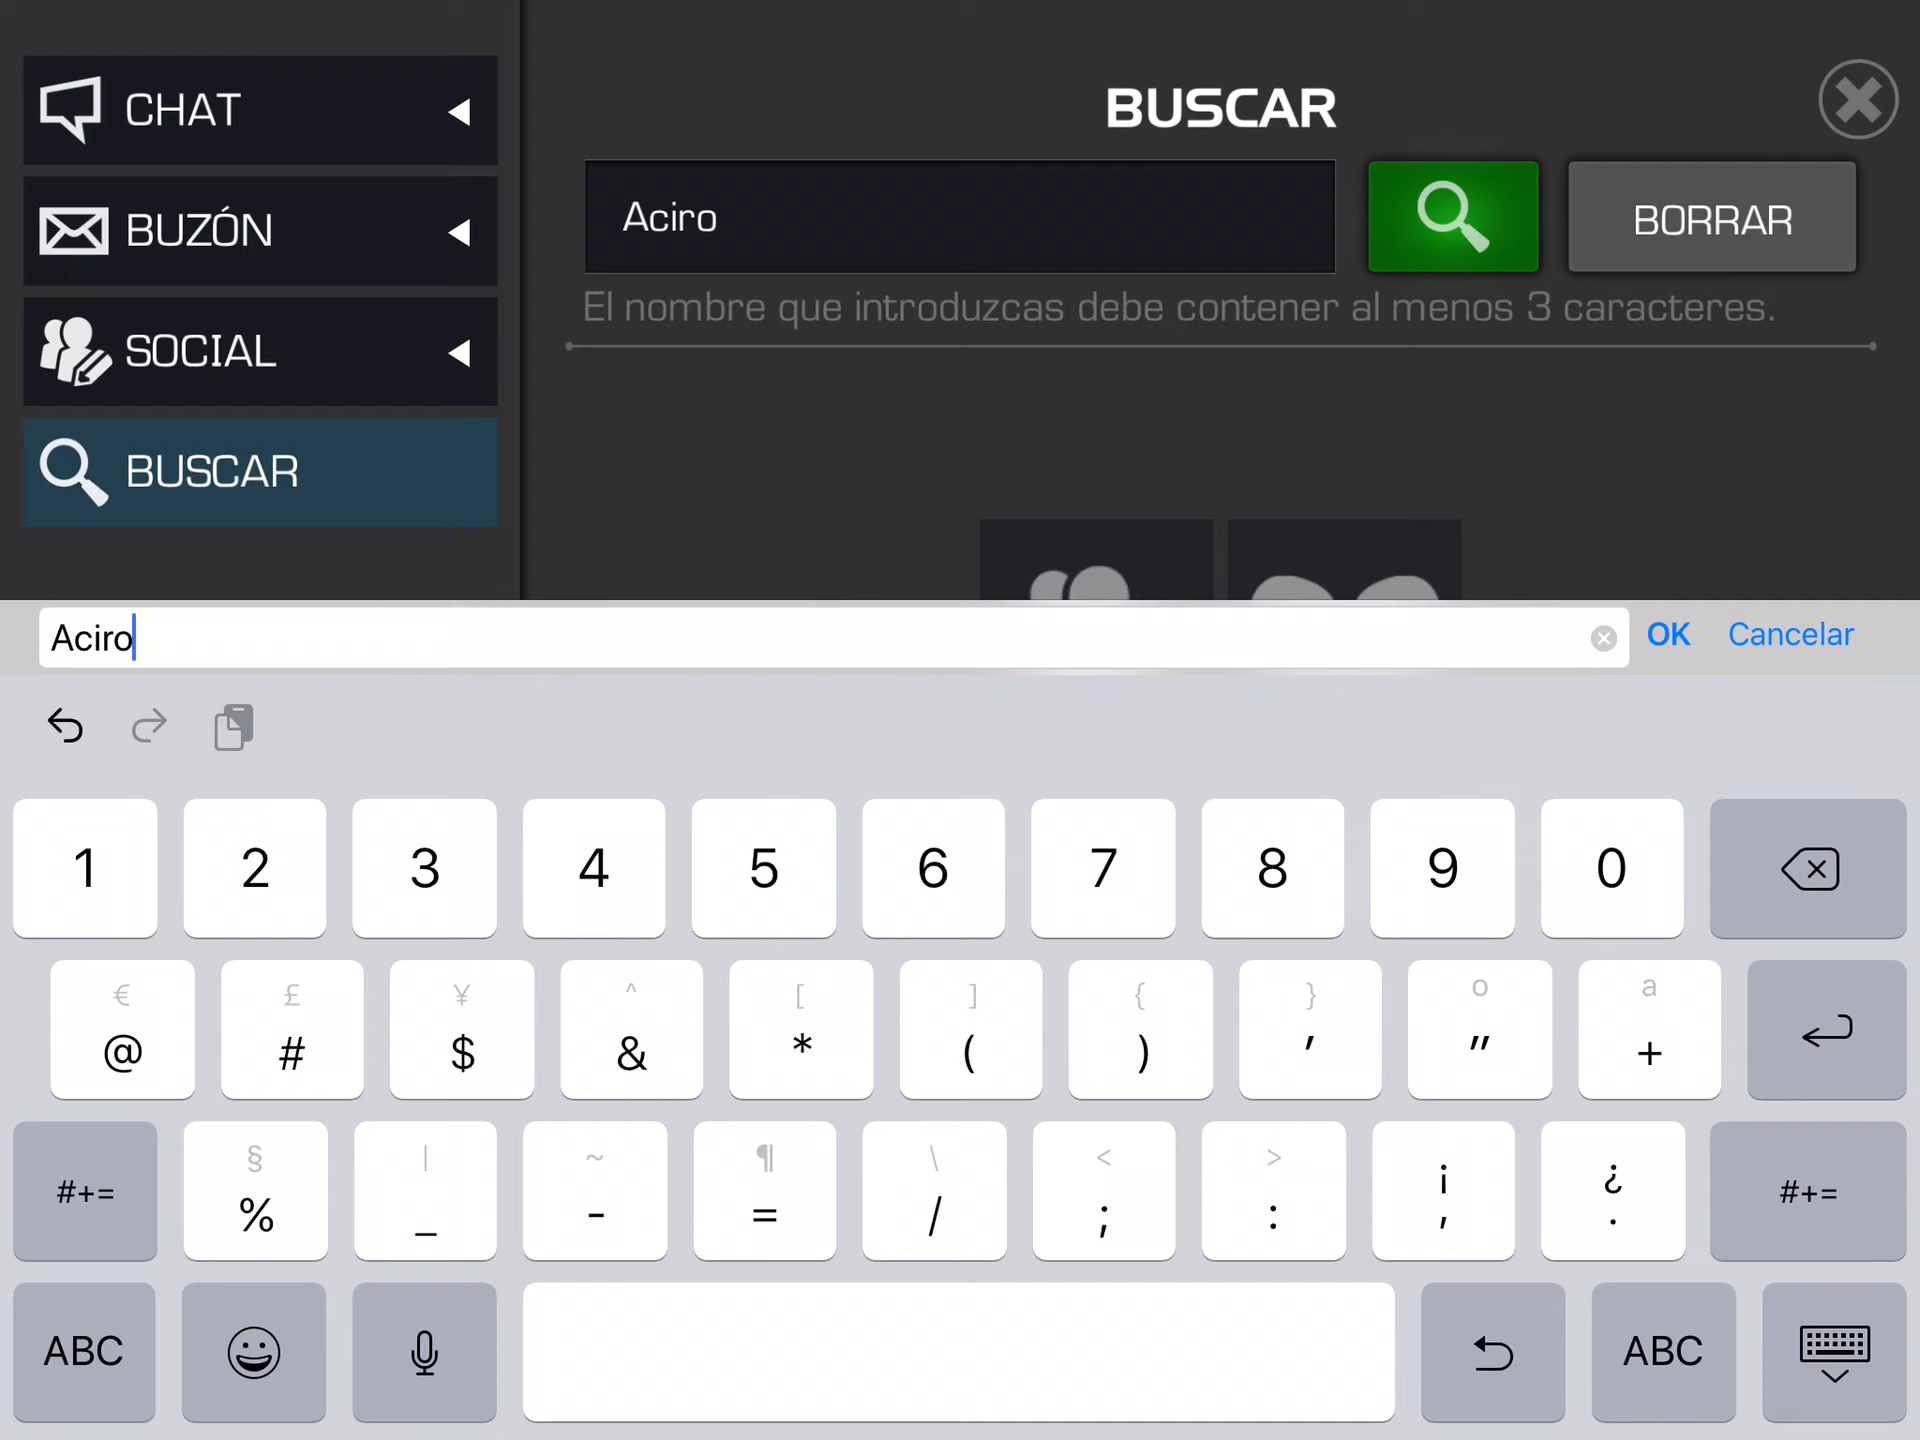 CHAT
BUZÓN
SOCIAL
BUSCAR
BUSCAR
Aciro
BORRAR
El nombre que introduzcas debe contener al menos 3 caracteres.
Aciro
OK Cancelar
1 2 3 4 5 6 7 8 9 0
€ £ ¥ ^ [ ] { } º ª
@ # $ & * ( ) ' " +
§ | ~ ¶ \ < > ¡ ¿
#+= % _ - = / ; : , . #+=
ABC ABC